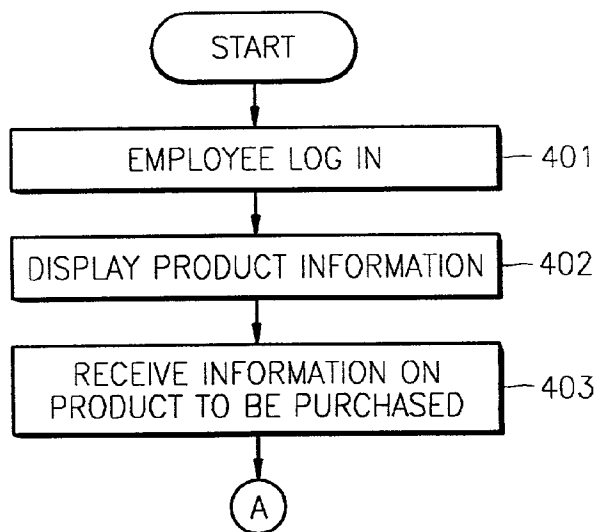 START
EMPLOYEE LOG IN
401
DISPLAY PRODUCT INFORMATION
402
RECEIVE INFORMATION ON
PRODUCT TO BE PURCHASED
403
A